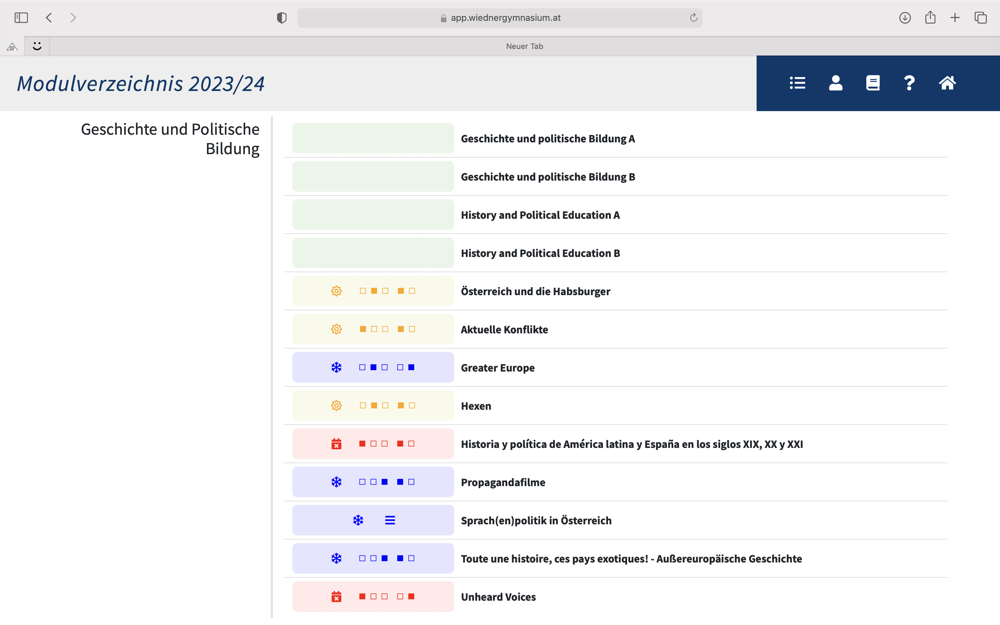 app.wiednergymnasium.at
Neuer Tab
Modulverzeichnis 2023/24
Geschichte und Politische
Bildung
Geschichte und politische Bildung A
Geschichte und politische Bildung B
History and Political Education A
History and Political Education B
Österreich und die Habsburger
Aktuelle Konflikte
Greater Europe
Hexen
Historia y política de América latina y España en los siglos XIX, XX y XXI
Propagandafilme
Sprach(en)politik in Österreich
Toute une histoire, ces pays exotiques! - Außereuropäische Geschichte
Unheard Voices